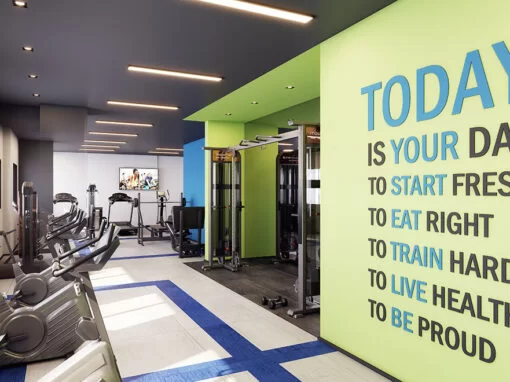 TODAY
IS YOUR DA
TO START FRES
TO EAT RIGHT
TO TRAIN HARD
TO LIVE HEALTH
TO BE PROUD